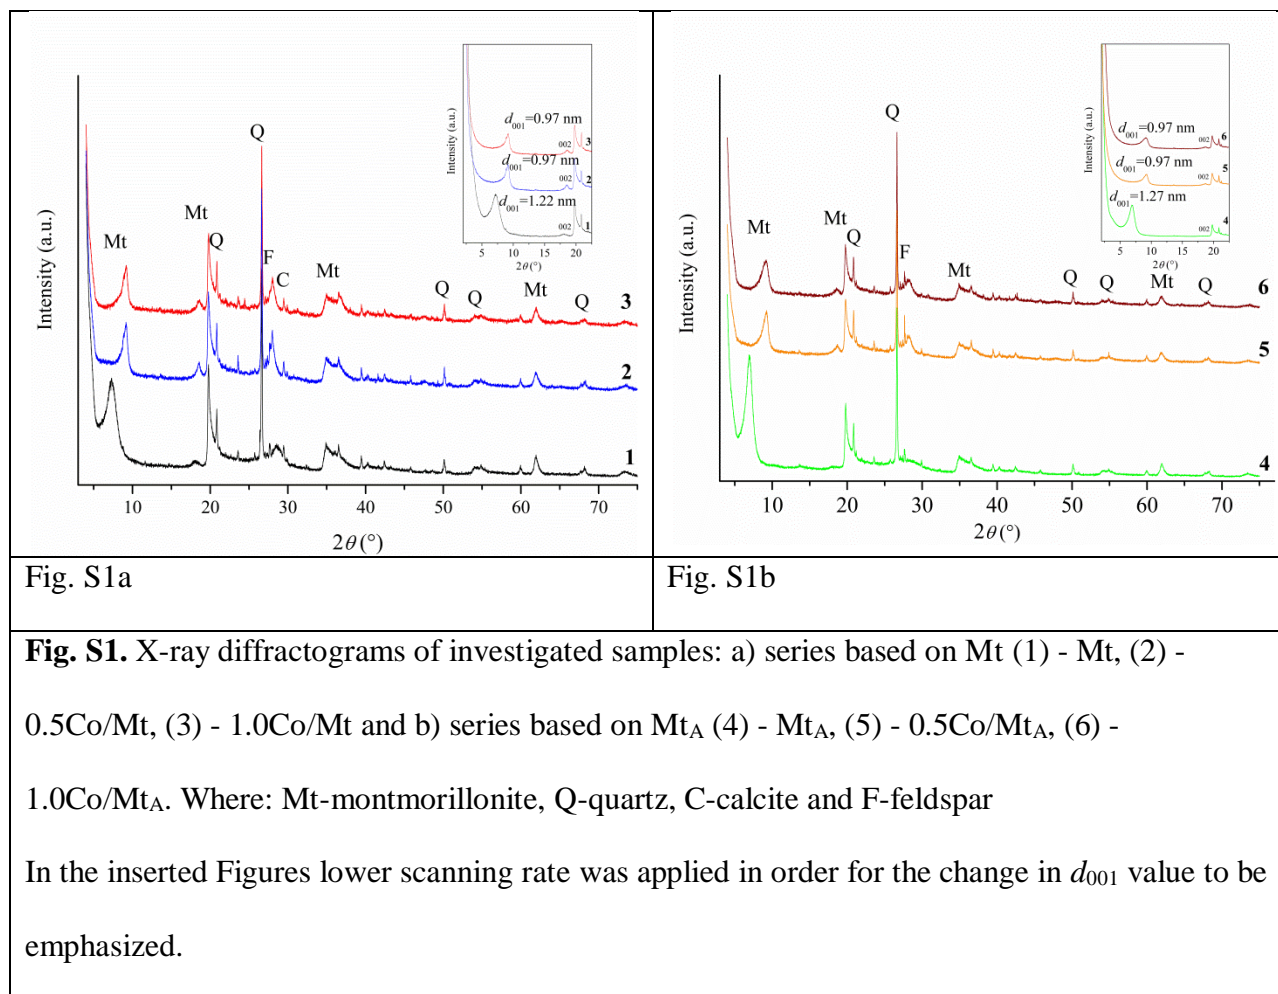 Intensity (a.u.)
2θ (°)
10
20
30
40
50
60
70
Mt
Mt
Q
Q
F
C
Mt
Q
Q
Mt
Q
3
2
1
Intensity (a.u.)
d001=0.97 nm
002
3
d001=0.97 nm
002
2
d001=1.22 nm
002
1
5
10
15
20
2θ (°)
Intensity (a.u.)
2θ (°)
10
20
30
40
50
60
70
Mt
Mt
Q
Q
F
Mt
Q
Q
Mt
Q
6
5
4
Intensity (a.u.)
d001=0.97 nm
002
6
d001=0.97 nm
002
5
d001=1.27 nm
002
4
5
10
15
20
2θ (°)
Fig. S1a
Fig. S1b
Fig. S1. X-ray diffractograms of investigated samples: a) series based on Mt (1) - Mt, (2) -
0.5Co/Mt, (3) - 1.0Co/Mt and b) series based on MtA (4) - MtA, (5) - 0.5Co/MtA, (6) -
1.0Co/MtA. Where: Mt-montmorillonite, Q-quartz, C-calcite and F-feldspar
In the inserted Figures lower scanning rate was applied in order for the change in d001 value to be
emphasized.